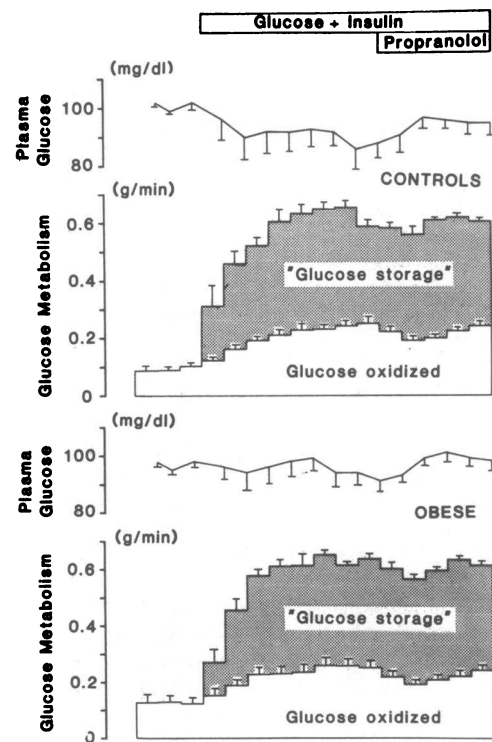 Glucose + Insulin
Propranolol
(mg/dl)
Plasma
Glucose
100
80
CONTROLS
(g/min)
Glucose Metabolism
0.6
0.4
0.2
0
"Glucose storage"
Glucose oxidized
(mg/dl)
Plasma
Glucose
100
80
OBESE
(g/min)
Glucose Metabolism
0.6
0.4
0.2
0
"Glucose storage"
Glucose oxidized